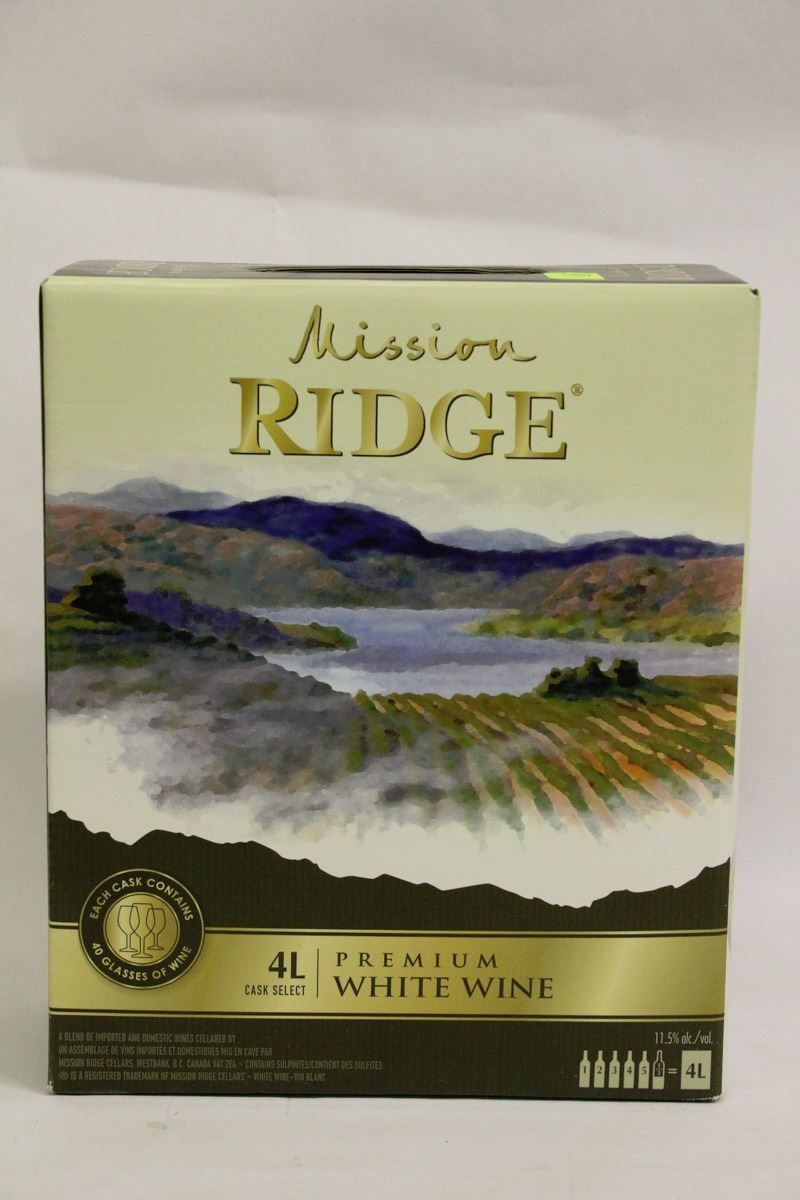 Mission
RIDGE®
EACH CASK CONTAINS
40 GLASSES OF WINE
4L
CASK SELECT
PREMIUM
WHITE WINE
A BLEND OF IMPORTED AND DOMESTIC WINES CELLARED BY
UN ASSEMBLAGE DE VINS IMPORTÉS ET DOMESTIQUES MIS EN CAVE PAR
MISSION RIDGE CELLARS, WESTBANK, B.C. CANADA V4T 2E4 ~ CONTAINS SULPHITES/CONTIENT DES SULFITES
® IS A REGISTERED TRADEMARK OF MISSION RIDGE CELLARS ~ WHITE WINE-VIN BLANC
11.5% alc./vol.
1 2 3 4 5 = 4L